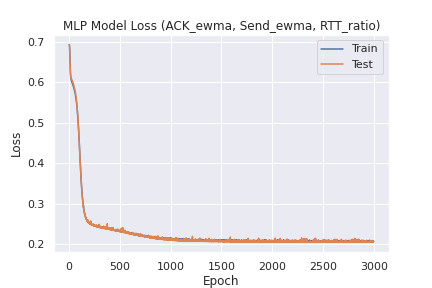 MLP Model Loss (ACK_ewma, Send_ewma, RTT_ratio)
Train
Test
Loss
0.7
0.6
0.5
0.4
0.3
0.2
0 500 1000 1500 2000 2500 3000
Epoch